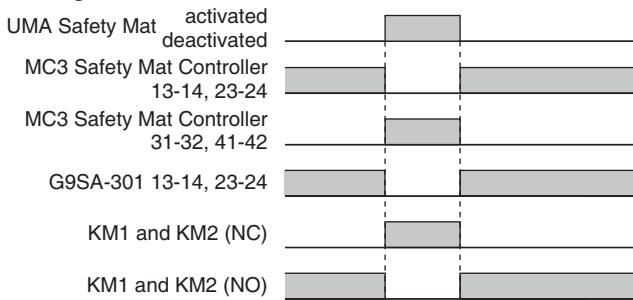 UMA Safety Mat activated
deactivated
MC3 Safety Mat Controller
13-14, 23-24
MC3 Safety Mat Controller
31-32, 41-42
G9SA-301 13-14, 23-24
KM1 and KM2 (NC)
KM1 and KM2 (NO)